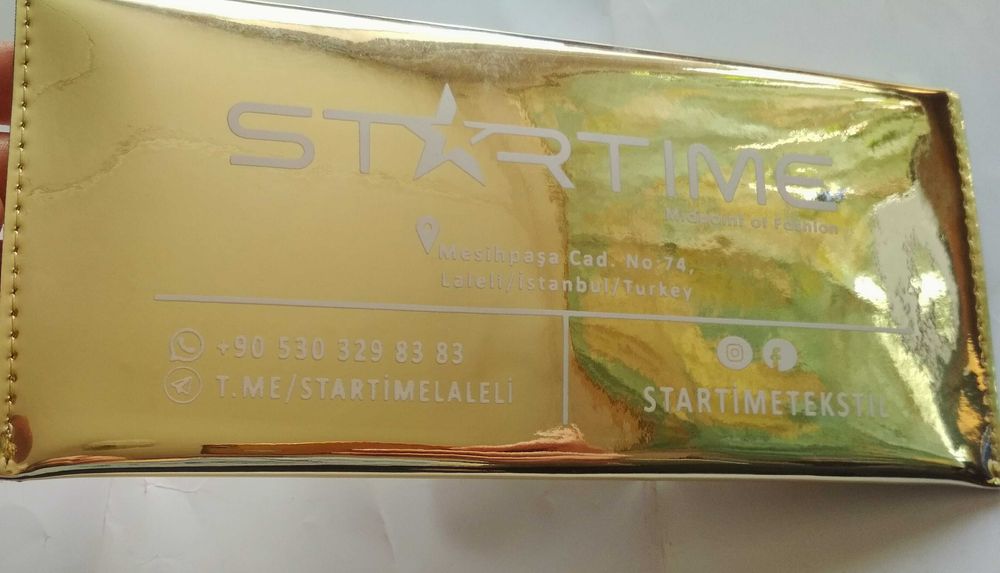 STARTIME
Midpoint of Fashion
Mesihpaşa Cad. No:74,
Laleli/İstanbul/Turkey
+90 530 329 83 83
T.ME/STARTİMELALELİ
STARTİMETEKSTİL